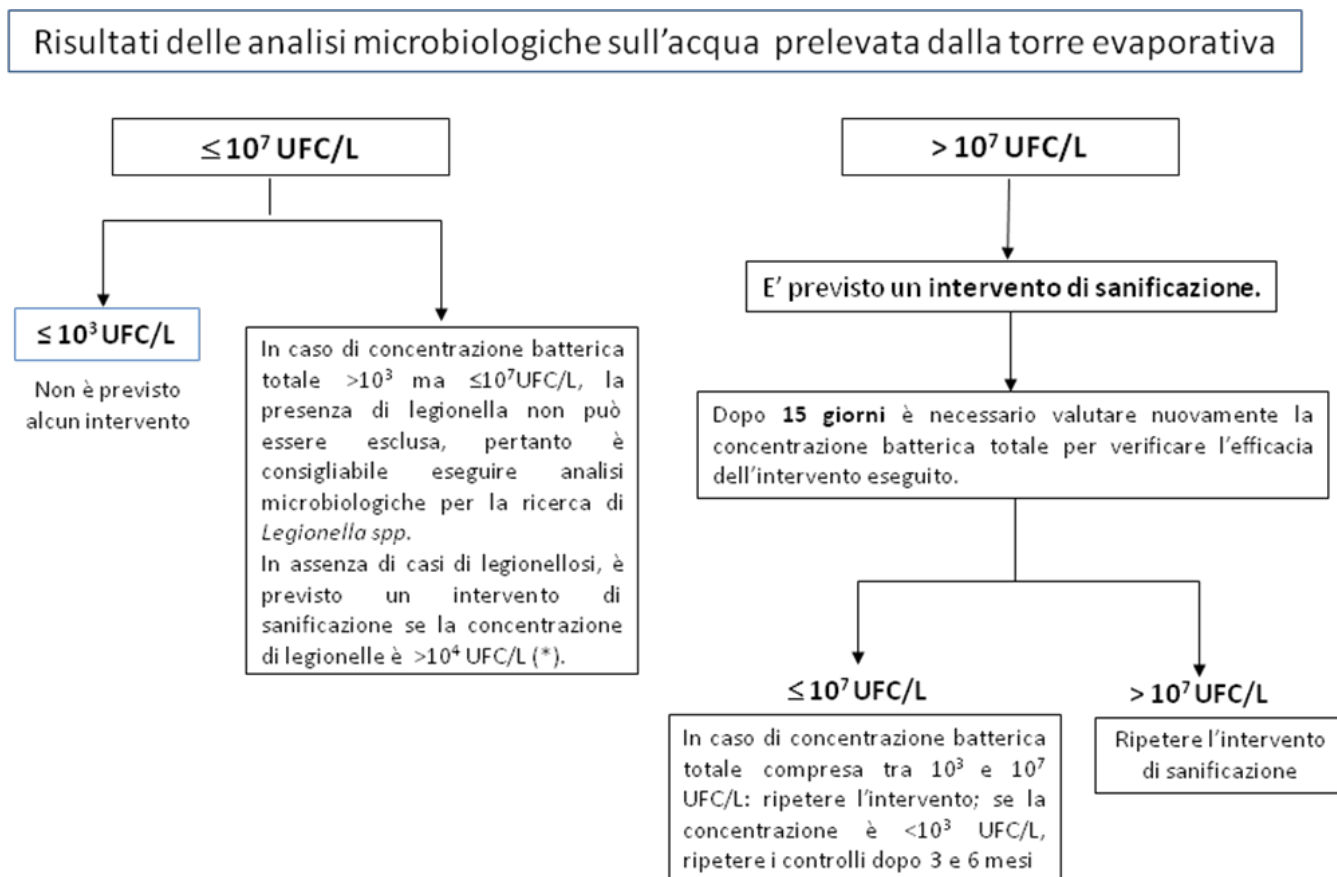 Risultati delle analisi microbiologiche sull’acqua prelevata dalla torre evaporativa
≤ 10⁷ UFC/L
≤ 10³ UFC/L
Non è previsto
alcun intervento
In caso di concentrazione batterica
totale >10³ ma ≤10⁷UFC/L, la
presenza di legionella non può
essere esclusa, pertanto è
consigliabile eseguire analisi
microbiologiche per la ricerca di
Legionella spp.
In assenza di casi di legionellosi, è
previsto un intervento di
sanificazione se la concentrazione
di legionelle è >10⁴ UFC/L (*).
> 10⁷ UFC/L
E’ previsto un intervento di sanificazione.
Dopo 15 giorni è necessario valutare nuovamente la
concentrazione batterica totale per verificare l’efficacia
dell’intervento eseguito.
≤ 10⁷ UFC/L
In caso di concentrazione batterica
totale compresa tra 10³ e 10⁷
UFC/L: ripetere l’intervento; se la
concentrazione è <10³ UFC/L,
ripetere i controlli dopo 3 e 6 mesi
> 10⁷ UFC/L
Ripetere l’intervento
di sanificazione